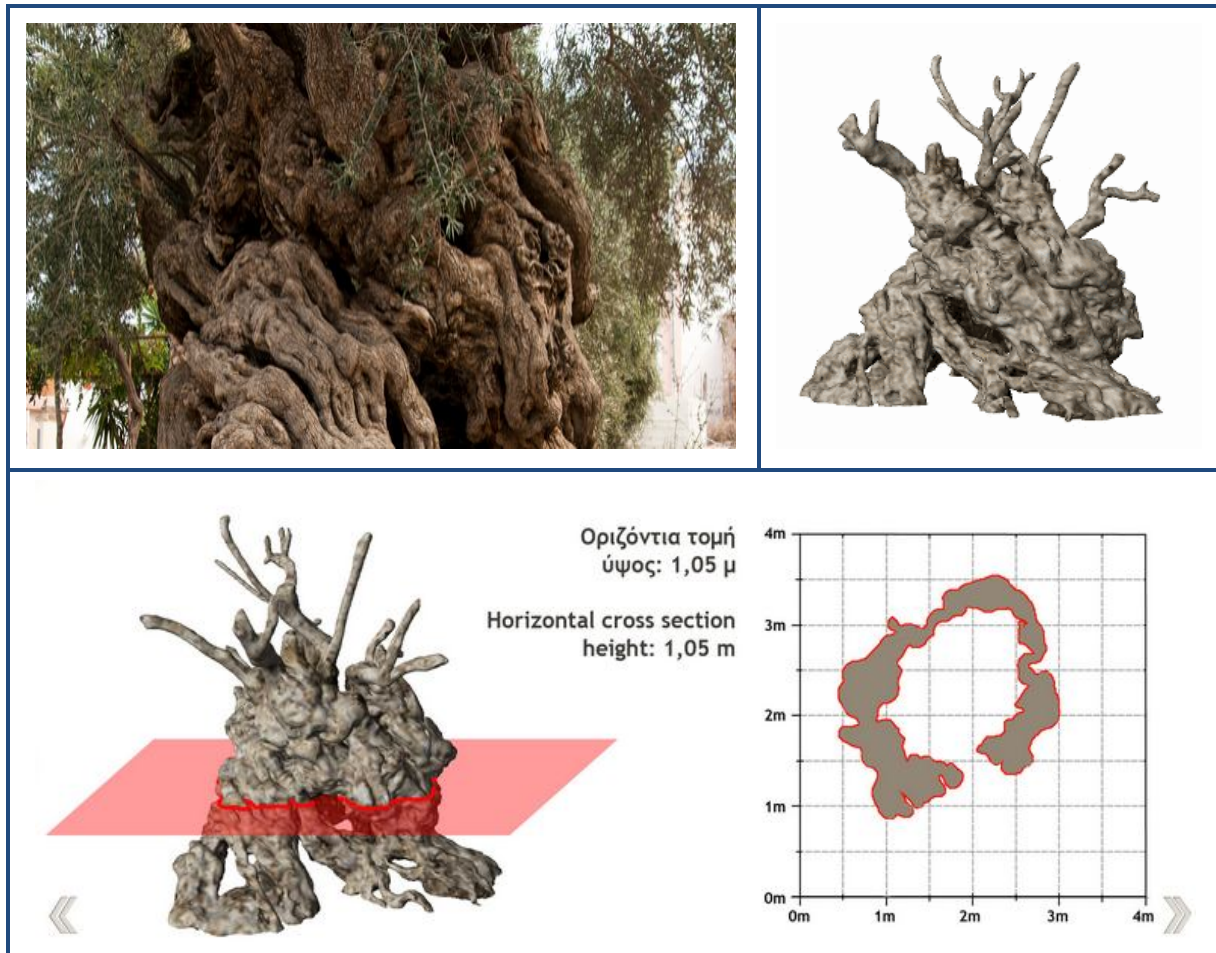 Οριζόντια τομή
ύψος: 1,05 μ
Horizontal cross section
height: 1,05 m
4m
3m
2m
1m
0m
0m 1m 2m 3m 4m